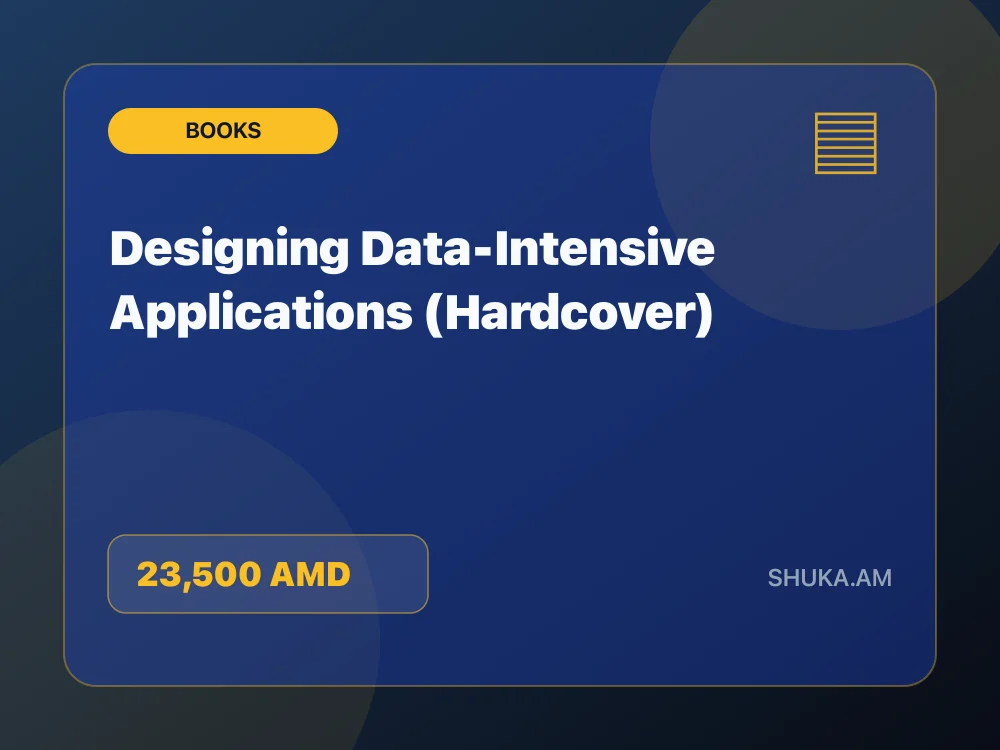 BOOKS
Designing Data-Intensive
Applications (Hardcover)
23,500 AMD
SHUKA.AM